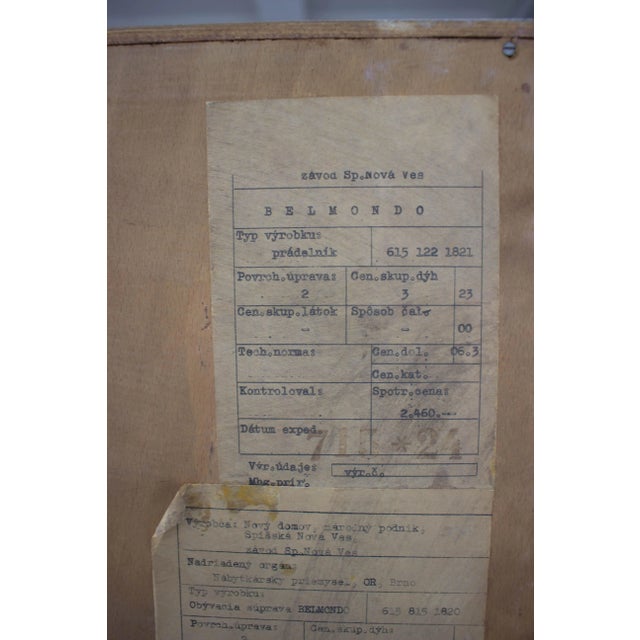 závod Sp.Nová Ves
BELMONDO
Typ výrobku:
prádelník 615 122 1821
Povrch.úprava: Cen.skup.dýh
2 3 23
Cen.skup.látok Spôsob čal.
- - 00
Tech.norma: Cen.dol. 06.3
Cen.kat.
Kontroloval: Spotr.cena:
2.460.--
Dátum exped.
Výr.údaje: výr.č.
Mbg.príř.
Výrobca: Nový domov, národný podnik,
Spišská Nová Ves,
závod Sp.Nová Ves
Nadriadený orgán:
Nábytkársky priemysel, OR, Brno
Typ výrobku:
Obývacia súprava BELMONDO 615 815 1820
Povrch.úprava: Cen.skup.dýh:
2